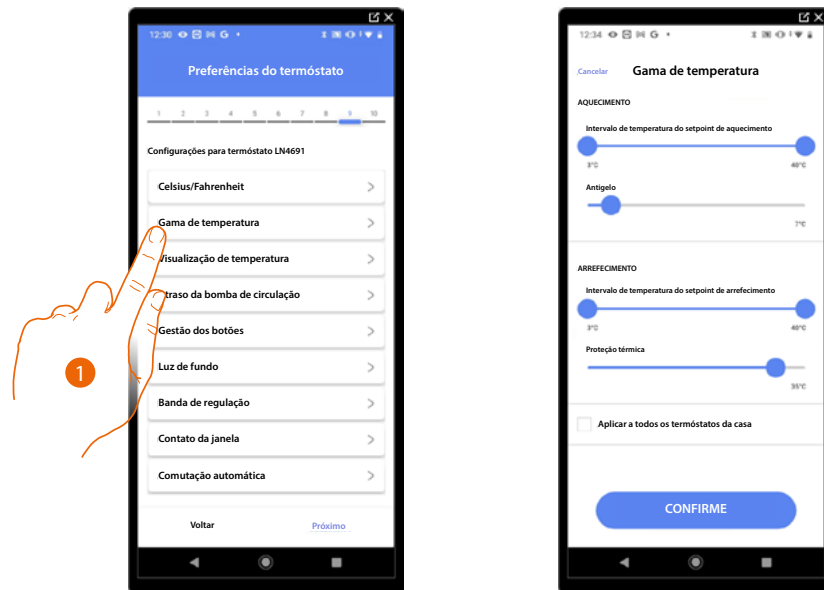 12:30 G
Preferências do termóstato
1 2 3 4 5 6 7 8 9 10
Configurações para termóstato LN4691
Celsius/Fahrenheit
Gama de temperatura
Visualização de temperatura
traso da bomba de circulação
Gestão dos botões
Luz de fundo
Banda de regulação
Contato da janela
Comutação automática
Voltar Próximo
1
12:34 G
Cancelar Gama de temperatura
AQUECIMENTO
Intervalo de temperatura do setpoint de aquecimento
3°C 40°C
Antigelo
7°C
ARREFECIMENTO
Intervalo de temperatura do setpoint de arrefecimento
3°C 40°C
Proteção térmica
35°C
Aplicar a todos os termóstatos da casa
CONFIRME